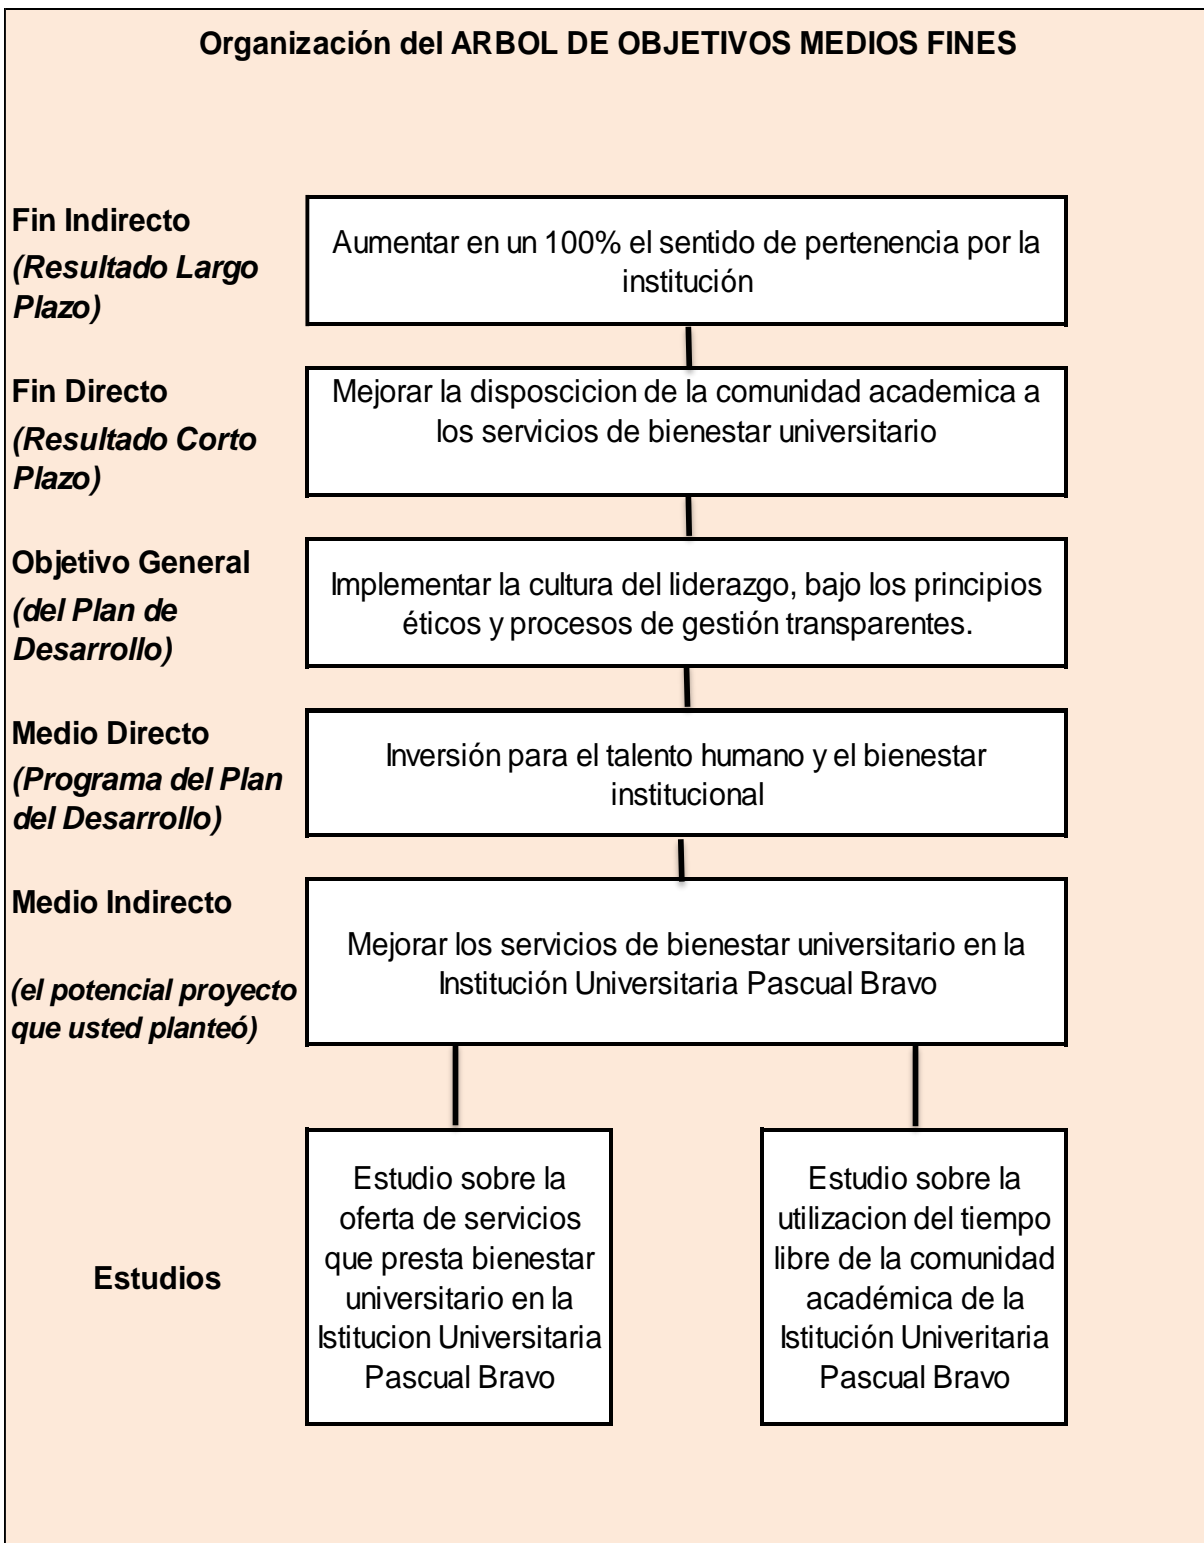 Organización del ARBOL DE OBJETIVOS MEDIOS FINES
Fin Indirecto
(Resultado Largo
Plazo)
Aumentar en un 100% el sentido de pertenencia por la
institución
Fin Directo
(Resultado Corto
Plazo)
Mejorar la disposcicion de la comunidad academica a
los servicios de bienestar universitario
Objetivo General
(del Plan de
Desarrollo)
Implementar la cultura del liderazgo, bajo los principios
éticos y procesos de gestión transparentes.
Medio Directo
(Programa del Plan
del Desarrollo)
Inversión para el talento humano y el bienestar
institucional
Medio Indirecto
(el potencial proyecto
que usted planteó)
Mejorar los servicios de bienestar universitario en la
Institución Universitaria Pascual Bravo
Estudios
Estudio sobre la
oferta de servicios
que presta bienestar
universitario en la
Istitucion Universitaria
Pascual Bravo
Estudio sobre la
utilizacion del tiempo
libre de la comunidad
académica de la
Istitución Univeritaria
Pascual Bravo